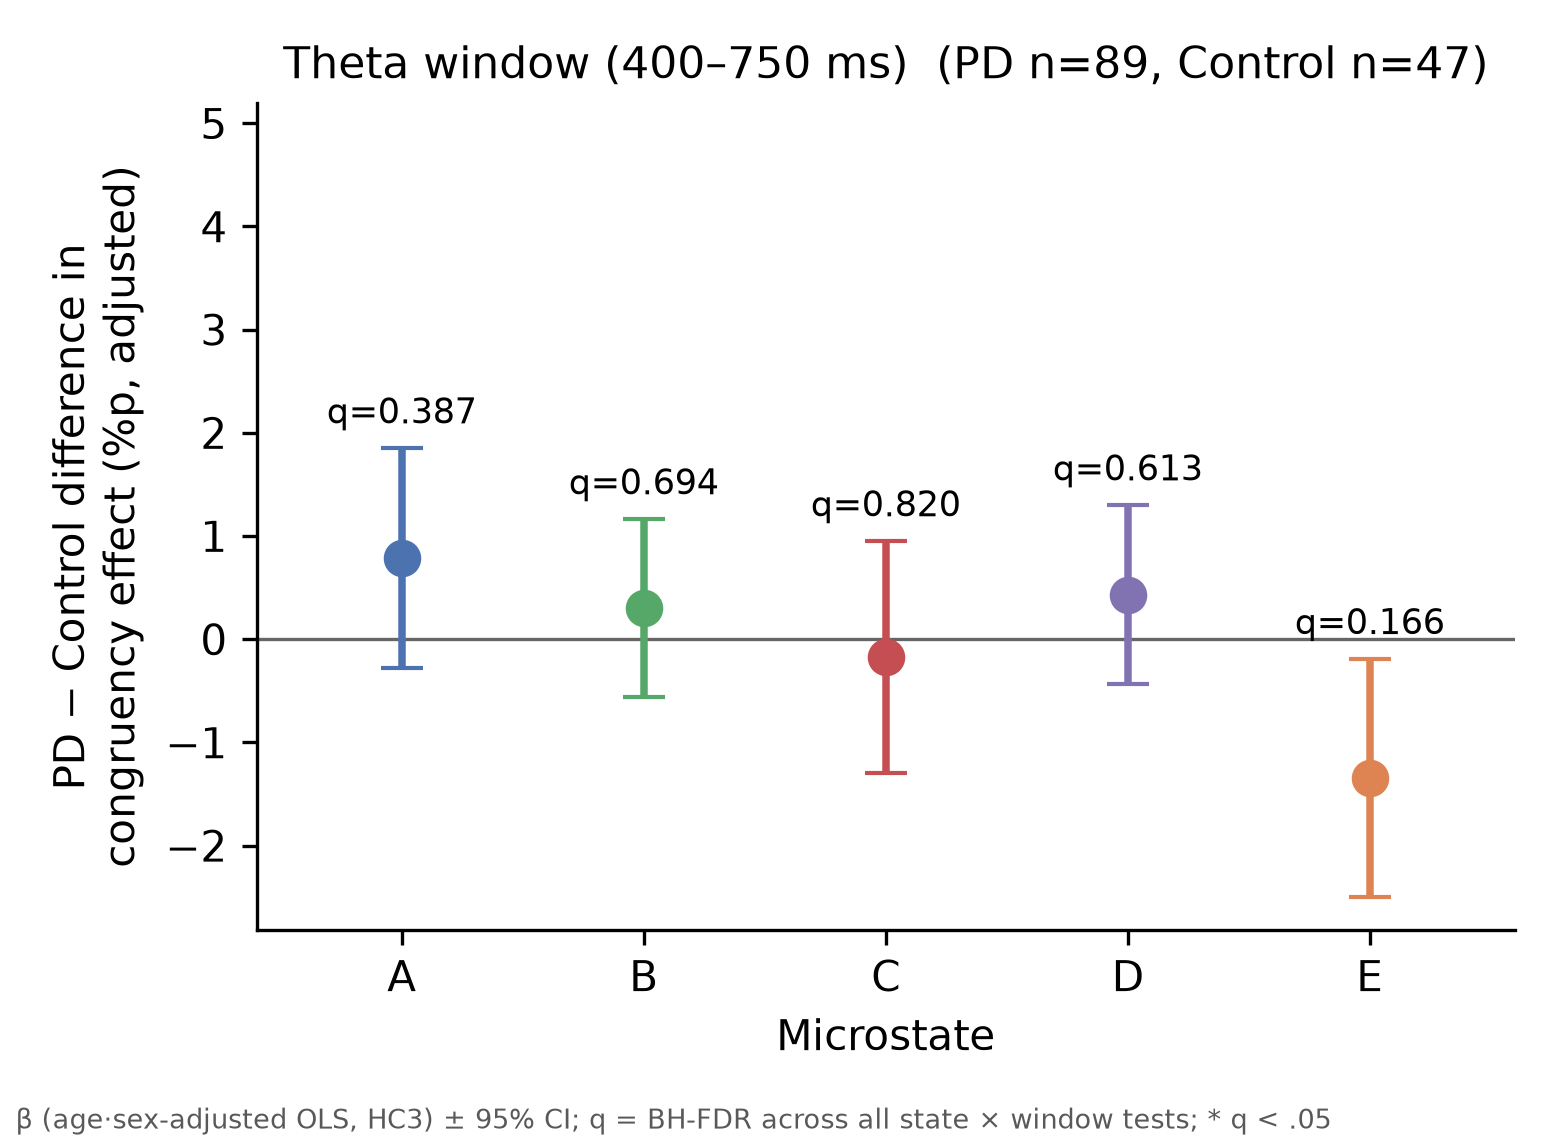 Theta window (400–750 ms)  (PD n=89, Control n=47)
PD − Control difference in
congruency effect (%p, adjusted)
5
4
3
2
1
0
−1
−2
q=0.387
q=0.694
q=0.820
q=0.613
q=0.166
A
B
C
D
E
Microstate
β (age·sex-adjusted OLS, HC3) ± 95% CI; q = BH-FDR across all state × window tests; * q < .05